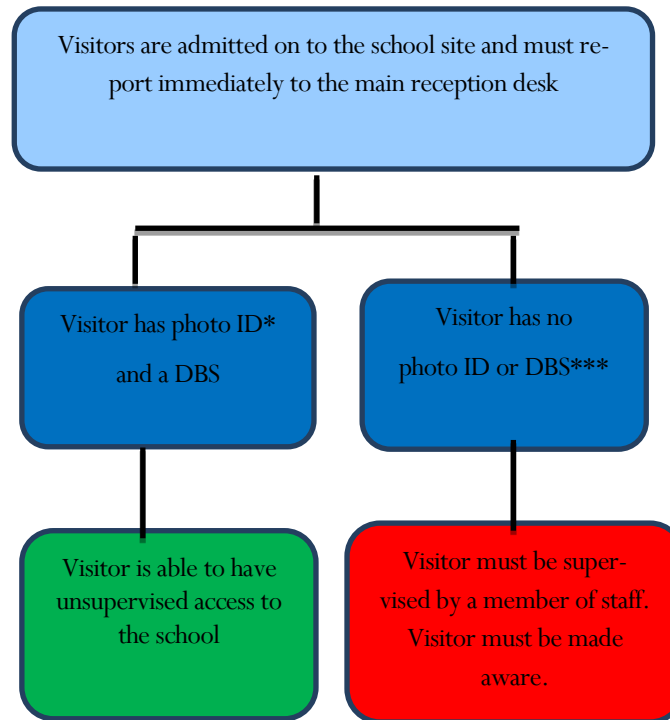 Visitors are admitted on to the school site and must re-
port immediately to the main reception desk
Visitor has photo ID*
and a DBS
Visitor has no
photo ID or DBS***
Visitor is able to have
unsupervised access to
the school
Visitor must be super-
vised by a member of staff.
Visitor must be made
aware.